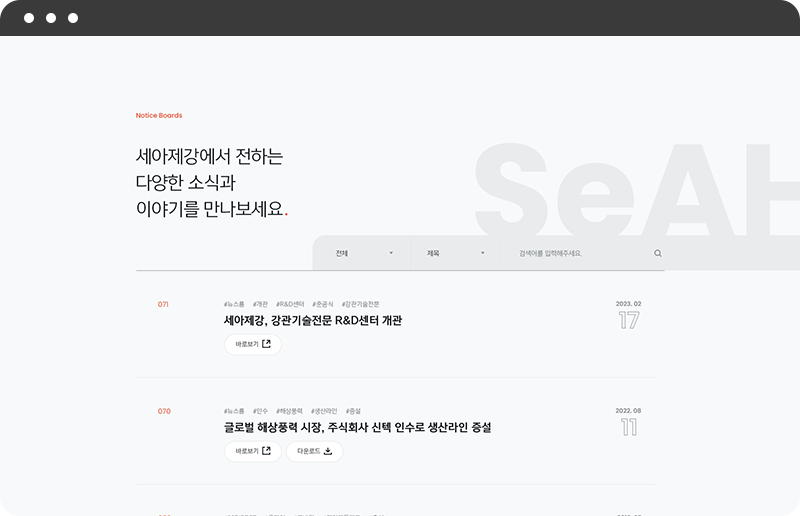 Notice Boards
세아제강에서 전하는
다양한 소식과
이야기를 만나보세요.
SeAH
전체 제목 검색어를 입력해주세요.
071
#뉴스룸 #개관 #R&D센터 #준공식 #강관기술전문
세아제강, 강관기술전문 R&D센터 개관
바로보기
2023. 02
17
070
#뉴스룸 #인수 #해상풍력 #생산라인 #증설
글로벌 해상풍력 시장, 주식회사 신텍 인수로 생산라인 증설
바로보기 다운로드
2022. 08
11